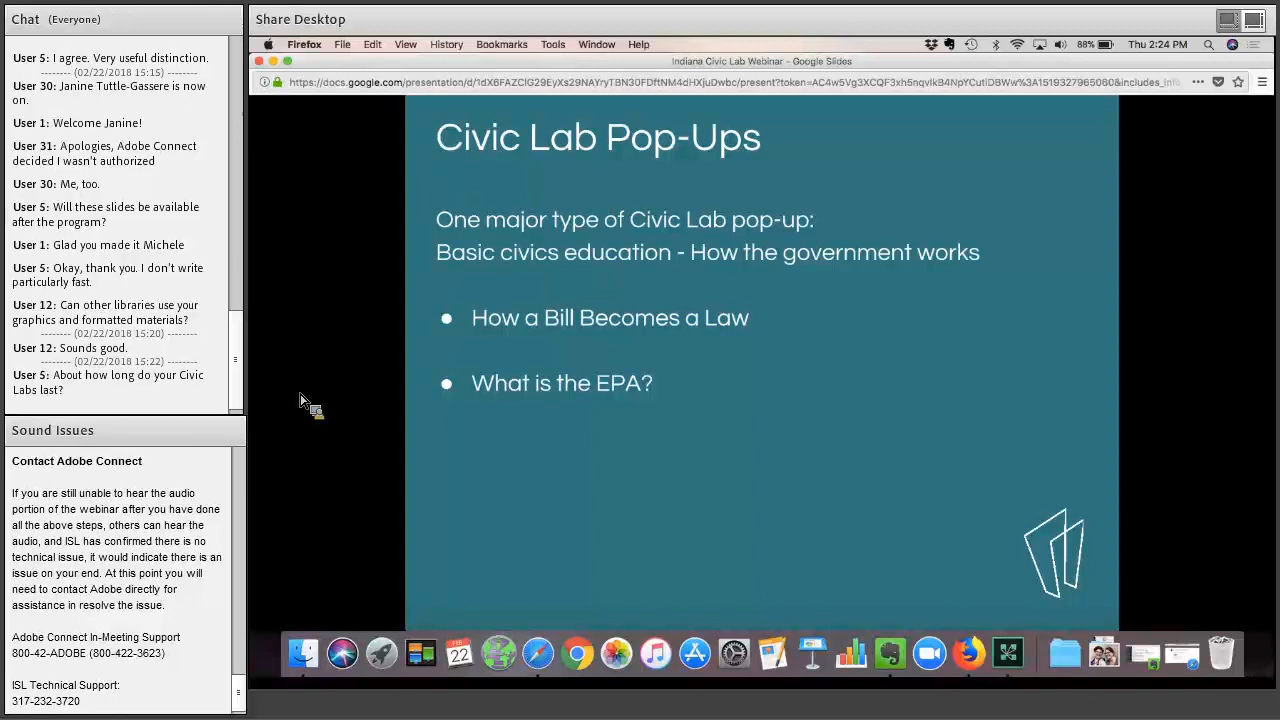 Chat (Everyone)
User 5: I agree. Very useful distinction.
-------- (02/22/2018 15:15) --------
User 30: Janine Tuttle-Gassere is now
on.
User 1: Welcome Janine!
User 31: Apologies, Adobe Connect
decided I wasn't authorized
User 30: Me, too.
User 5: Will these slides be available
after the program?
User 1: Glad you made it Michele
User 5: Okay, thank you. I don't write
particularly fast.
User 12: Can other libraries use your
graphics and formatted materials?
-------- (02/22/2018 15:20) --------
User 12: Sounds good.
-------- (02/22/2018 15:22) --------
User 5: About how long do your Civic
Labs last?
Sound Issues
Contact Adobe Connect
If you are still unable to hear the audio
portion of the webinar after you have done
all the above steps, others can hear the
audio, and ISL has confirmed there is no
technical issue, it would indicate there is an
issue on your end. At this point you will
need to contact Adobe directly for
assistance in resolve the issue.
Adobe Connect In-Meeting Support
800-42-ADOBE (800-422-3623)
ISL Technical Support:
317-232-3720
Share Desktop
Firefox File Edit View History Bookmarks Tools Window Help 88% Thu 2:24 PM
Indiana Civic Lab Webinar - Google Slides
Civic Lab Pop-Ups
One major type of Civic Lab pop-up:
Basic civics education - How the government works
● How a Bill Becomes a Law
● What is the EPA?
FEB
22